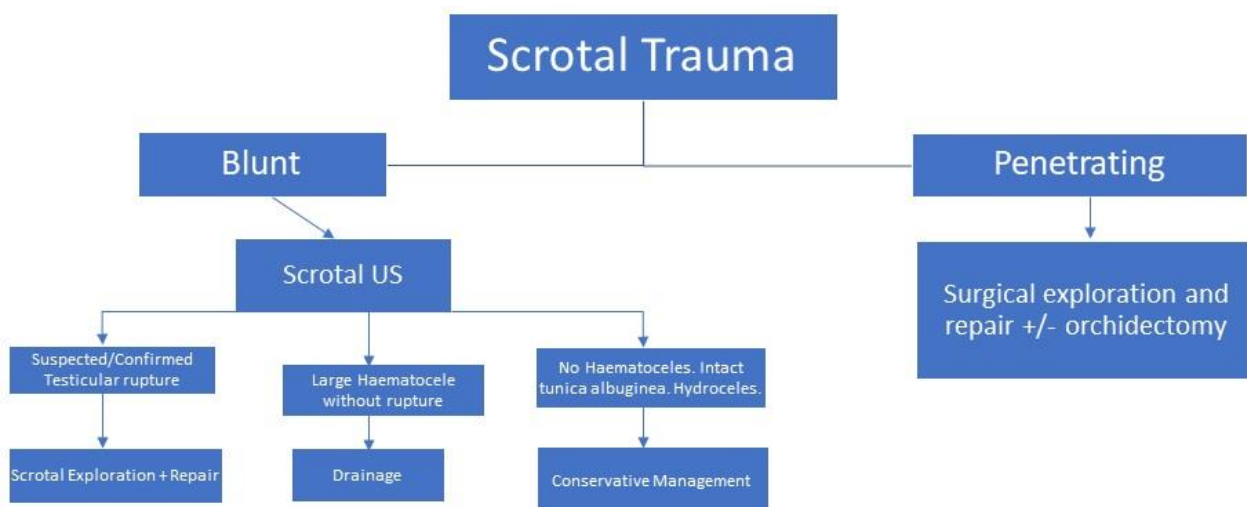 Scrotal Trauma
Blunt
Penetrating
Scrotal US
Surgical exploration and
repair +/- orchidectomy
Suspected/Confirmed
Testicular rupture
Large Haematocele
without rupture
No Haematoceles. Intact
tunica albuginea. Hydroceles.
Scrotal Exploration + Repair
Drainage
Conservative Management